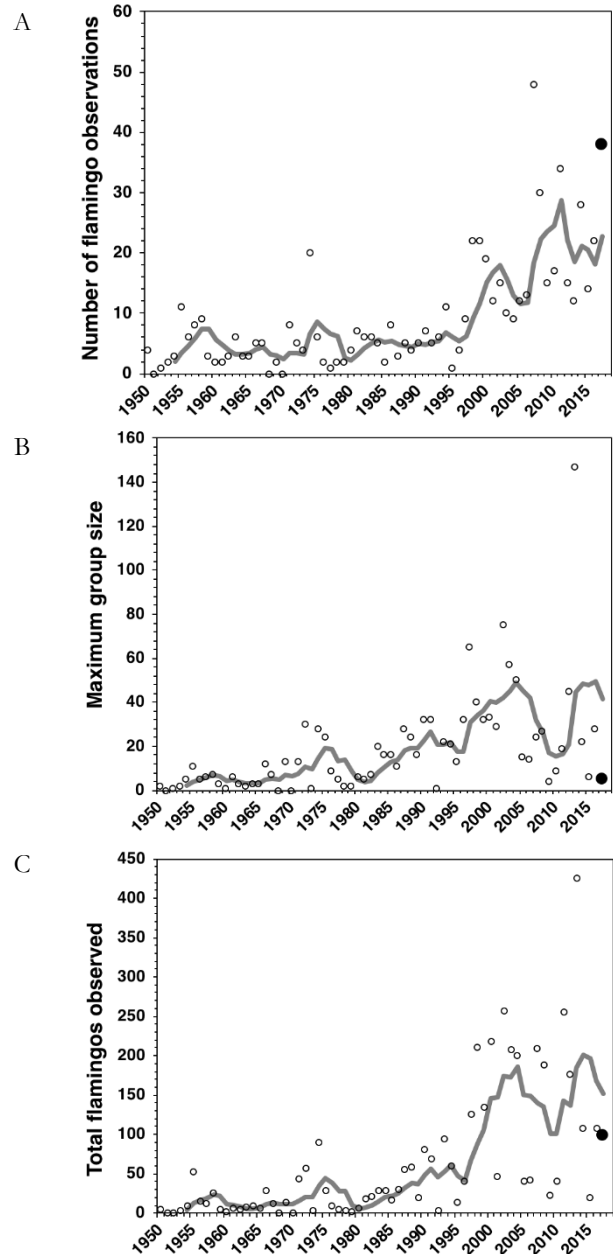 A
Number of flamingo observations
60
50
40
30
20
10
0
1950 1955 1960 1965 1970 1975 1980 1985 1990 1995 2000 2005 2010 2015
B
Maximum group size
160
140
120
100
80
60
40
20
0
1950 1955 1960 1965 1970 1975 1980 1985 1990 1995 2000 2005 2010 2015
C
Total flamingos observed
450
400
350
300
250
200
150
100
50
0
1950 1955 1960 1965 1970 1975 1980 1985 1990 1995 2000 2005 2010 2015